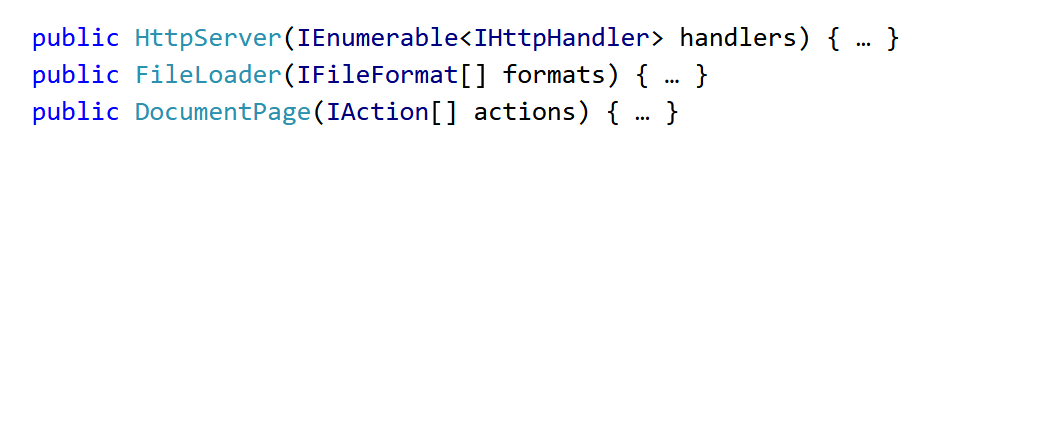 public HttpServer(IEnumerable<IHttpHandler> handlers) { … }
public FileLoader(IFileFormat[] formats) { … }
public DocumentPage(IAction[] actions) { … }